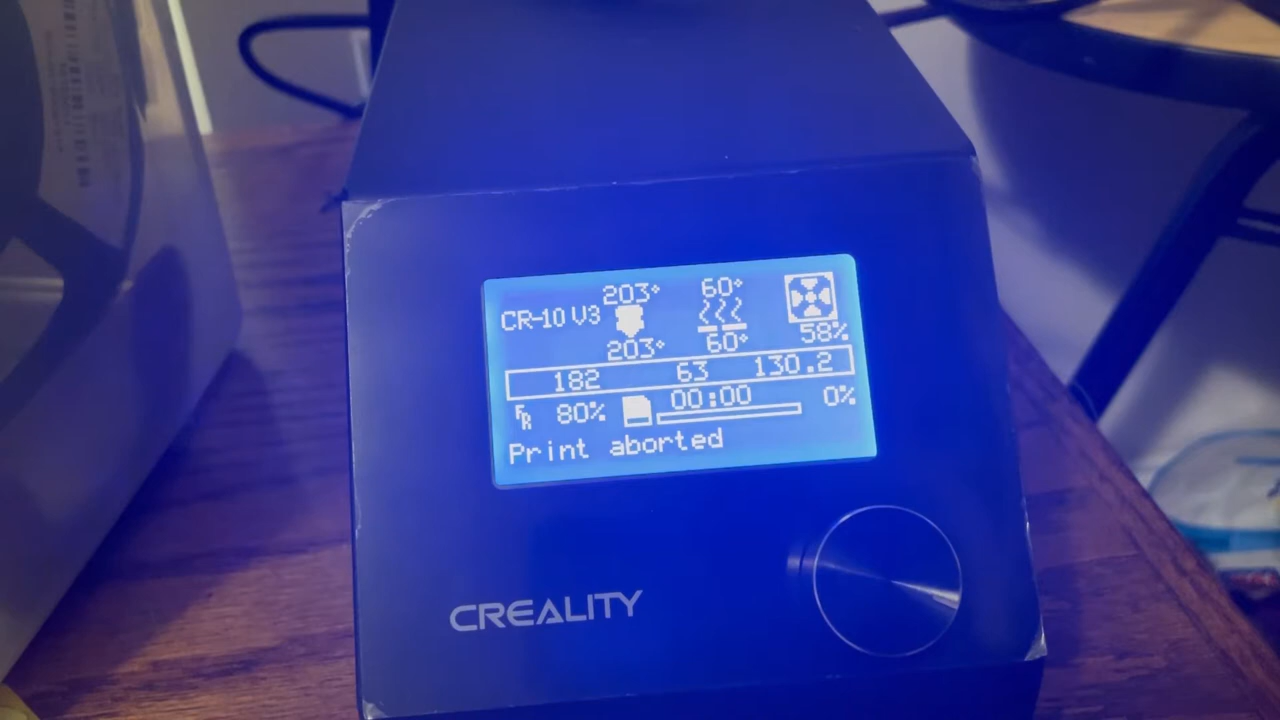 203° 60°
CR-10 V3
203° 60° 58%
182 63 130.2
FR 80% 00:00 0%
Print aborted
CREALITY